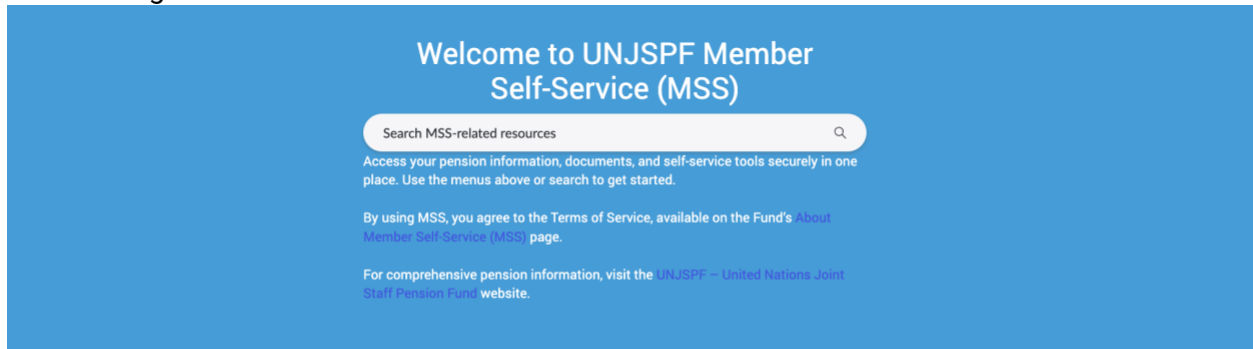 Welcome to UNJSPF Member
Self-Service (MSS)
Search MSS-related resources
Access your pension information, documents, and self-service tools securely in one
place. Use the menus above or search to get started.
By using MSS, you agree to the Terms of Service, available on the Fund's About
Member Self-Service (MSS) page.
For comprehensive pension information, visit the UNJSPF – United Nations Joint
Staff Pension Fund website.